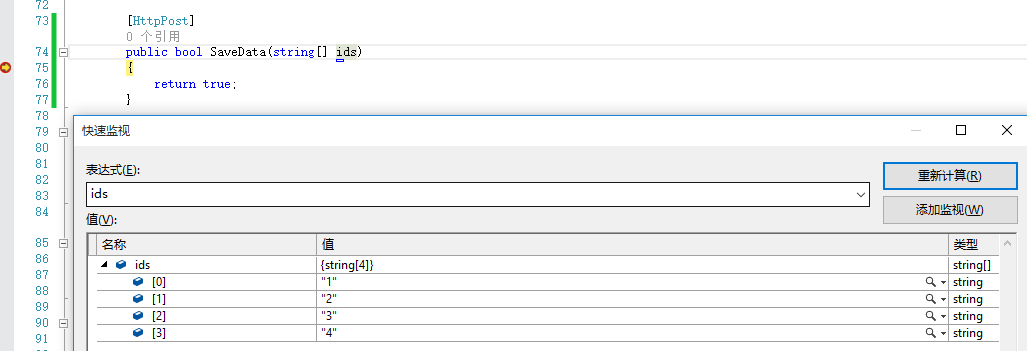 72
73 [HttpPost]
0 个引用
74 public bool SaveData(string[] ids)
75 {
76 return true;
77 }
78
79 快速监视
80
81 表达式(E):
82 重新计算(R)
83 ids
84 添加监视(W)
值(V):
85 名称 值 类型
86 ids {string[4]} string[]
87 [0] "1" string
88 [1] "2" string
89 [2] "3" string
90 [3] "4" string
91